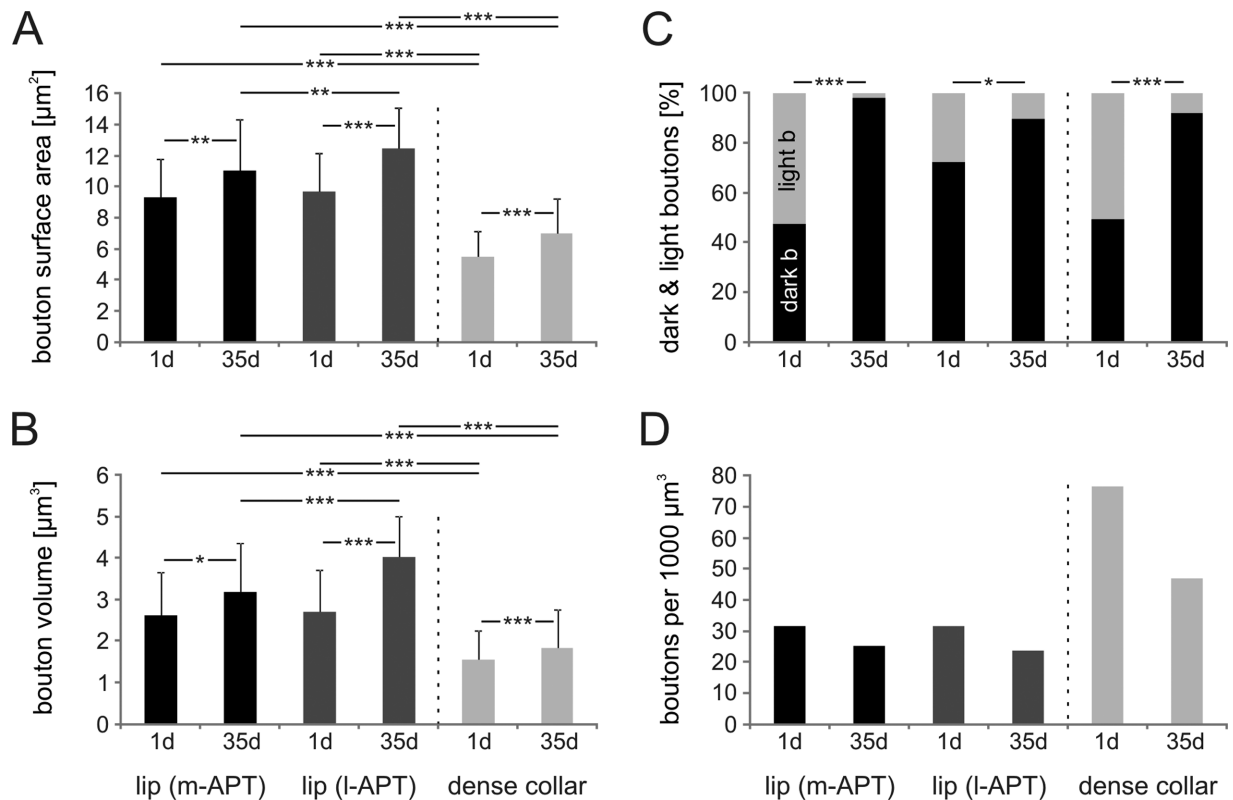 A
bouton surface area [µm²]
16
14
12
10
8
6
4
2
0
***
***
***
***
**
**
***
***
1d 35d 1d 35d 1d 35d
C
dark & light boutons [%]
100
80
60
40
20
0
*** * ***
light b
dark b
1d 35d 1d 35d 1d 35d
B
bouton volume [µm³]
6
5
4
3
2
1
0
***
***
***
***
***
*
***
***
1d 35d 1d 35d 1d 35d
lip (m-APT) lip (l-APT) dense collar
D
boutons per 1000 µm³
80
70
60
50
40
30
20
10
0
1d 35d 1d 35d 1d 35d
lip (m-APT) lip (l-APT) dense collar